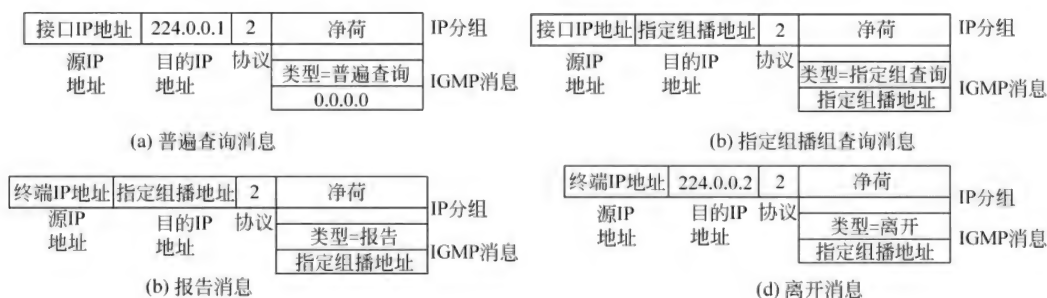 接口IP地址 224.0.0.1 2 净荷 IP分组
源IP地址 目的IP地址 协议
类型=普遍查询 IGMP消息
0.0.0.0
(a) 普遍查询消息
接口IP地址 指定组播地址 2 净荷 IP分组
源IP地址 目的IP地址 协议
类型=指定组查询 IGMP消息
指定组播地址
(b) 指定组播组查询消息
终端IP地址 指定组播地址 2 净荷 IP分组
源IP地址 目的IP地址 协议
类型=报告 IGMP消息
指定组播地址
(b) 报告消息
终端IP地址 224.0.0.2 2 净荷 IP分组
源IP地址 目的IP地址 协议
类型=离开 IGMP消息
指定组播地址
(d) 离开消息